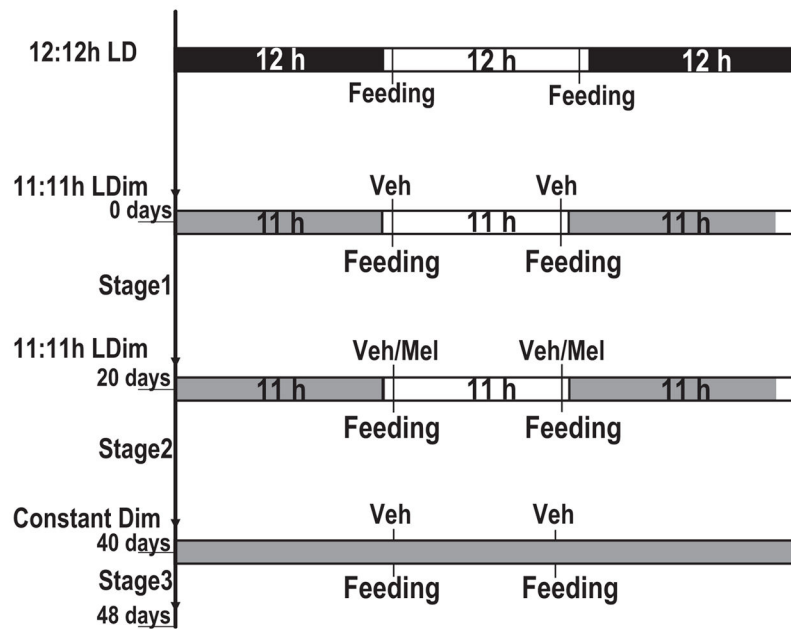 12:12h LD
12 h 12 h 12 h
Feeding Feeding
11:11h LDim
Veh Veh
0 days
11 h 11 h 11 h
Feeding Feeding
Stage1
11:11h LDim
Veh/Mel Veh/Mel
20 days
11 h 11 h 11 h
Feeding Feeding
Stage2
Constant Dim
Veh Veh
40 days
Stage3
Feeding Feeding
48 days